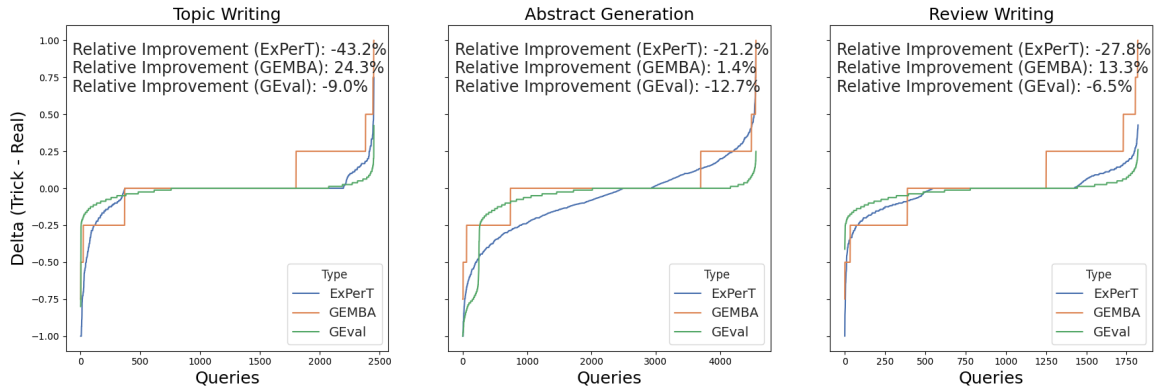 Topic Writing
Relative Improvement (ExPerT): -43.2%
Relative Improvement (GEMBA): 24.3%
Relative Improvement (GEval): -9.0%
Delta (Trick - Real)
1.00
0.75
0.50
0.25
0.00
−0.25
−0.50
−0.75
−1.00
Type
ExPerT
GEMBA
GEval
0 500 1000 1500 2000 2500
Queries
Abstract Generation
Relative Improvement (ExPerT): -21.2%
Relative Improvement (GEMBA): 1.4%
Relative Improvement (GEval): -12.7%
Type
ExPerT
GEMBA
GEval
0 1000 2000 3000 4000
Queries
Review Writing
Relative Improvement (ExPerT): -27.8%
Relative Improvement (GEMBA): 13.3%
Relative Improvement (GEval): -6.5%
Type
ExPerT
GEMBA
GEval
0 250 500 750 1000 1250 1500 1750
Queries